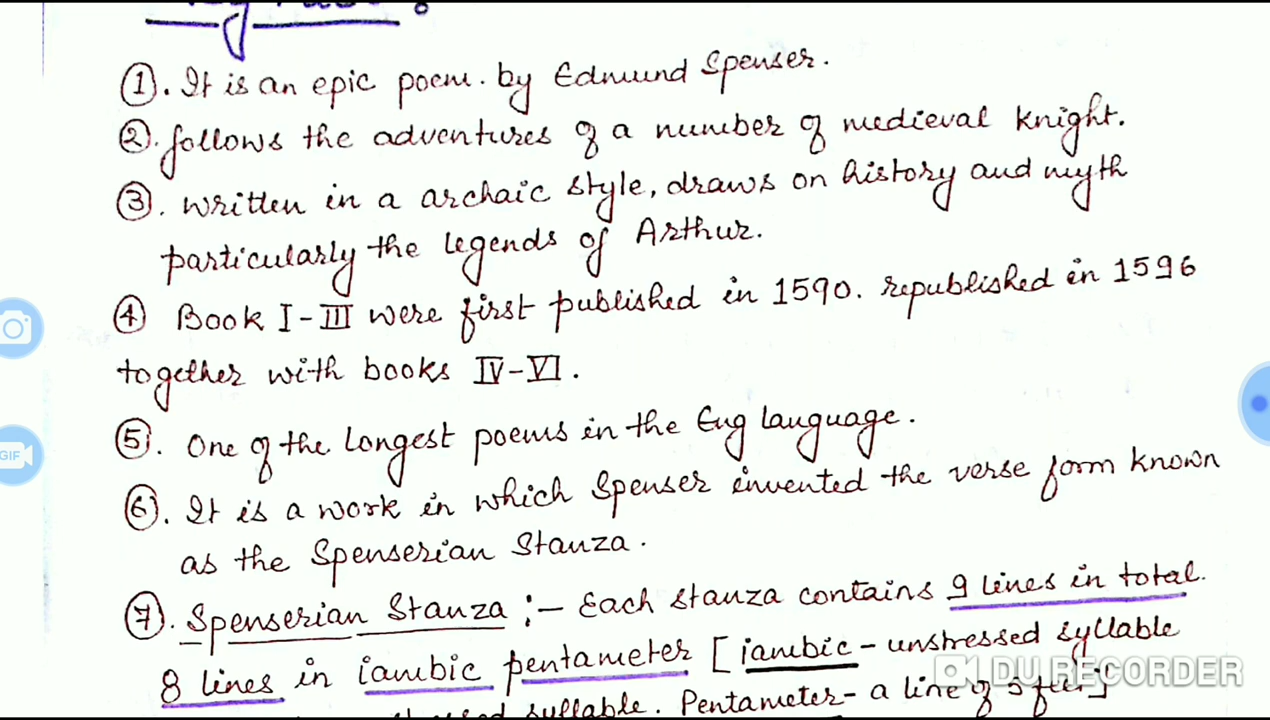 ①. It is an epic poem. by Edmund Spenser.
②. follows the adventures of a number of medieval knight.
③. written in a archaic style, draws on history and myth
particularly the legends of Arthur.
④ Book I-III were first published in 1590. republished in 1596
together with books IV-VI.
⑤. One of the longest poems in the Eng language.
⑥. It is a work in which Spenser invented the verse form known
as the Spenserian Stanza.
⑦. Spenserian Stanza :- Each stanza contains 9 lines in total.
8 lines in iambic pentameter [iambic - unstressed syllable
syllable. Pentameter - a line of 5 feet]
DU RECORDER
GIF